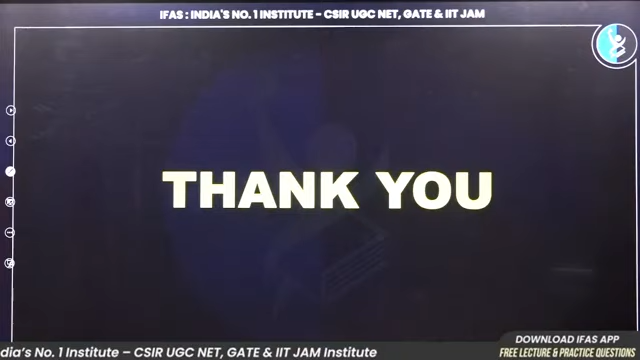 IFAS : INDIA'S NO. 1 INSTITUTE - CSIR UGC NET, GATE & IIT JAM
THANK YOU
DOWNLOAD IFAS APP
dia's No. 1 Institute – CSIR UGC NET, GATE & IIT JAM Institute
FREE LECTURE & PRACTICE QUESTIONS